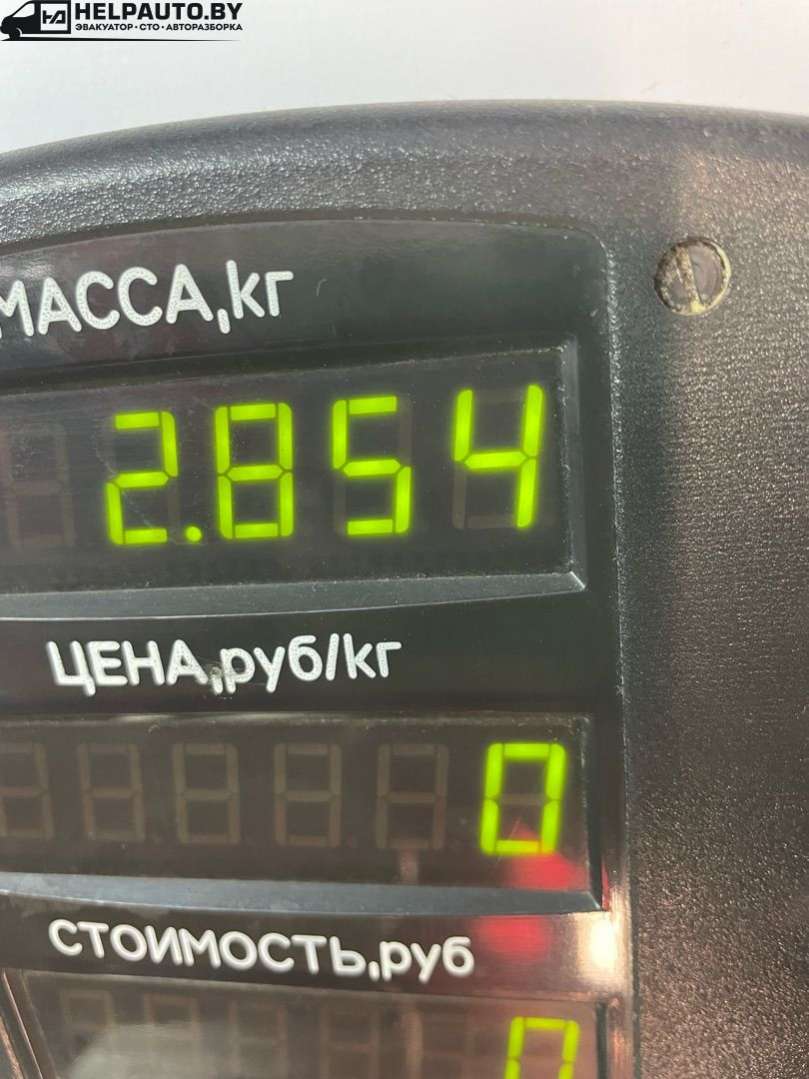 HELPAUTO.BY
ЭВАКУАТОР · СТО · АВТОРАЗБОРКА
МАССА,кг
2.854
ЦЕНА,руб/кг
0
СТОИМОСТЬ,руб
0